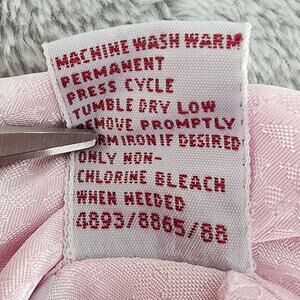 MACHINE WASH WARM
PERMANENT
PRESS CYCLE
TUMBLE DRY LOW
REMOVE PROMPTLY
WARM IRON IF DESIRED
ONLY NON-
CHLORINE BLEACH
WHEN NEEDED
4893/8865/88